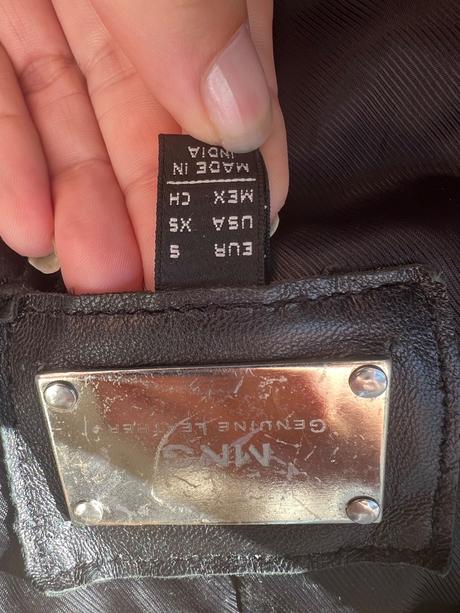 MNG
GENUINE LEATHER
EUR S
USA XS
MEX CH
MADE IN
INDIA